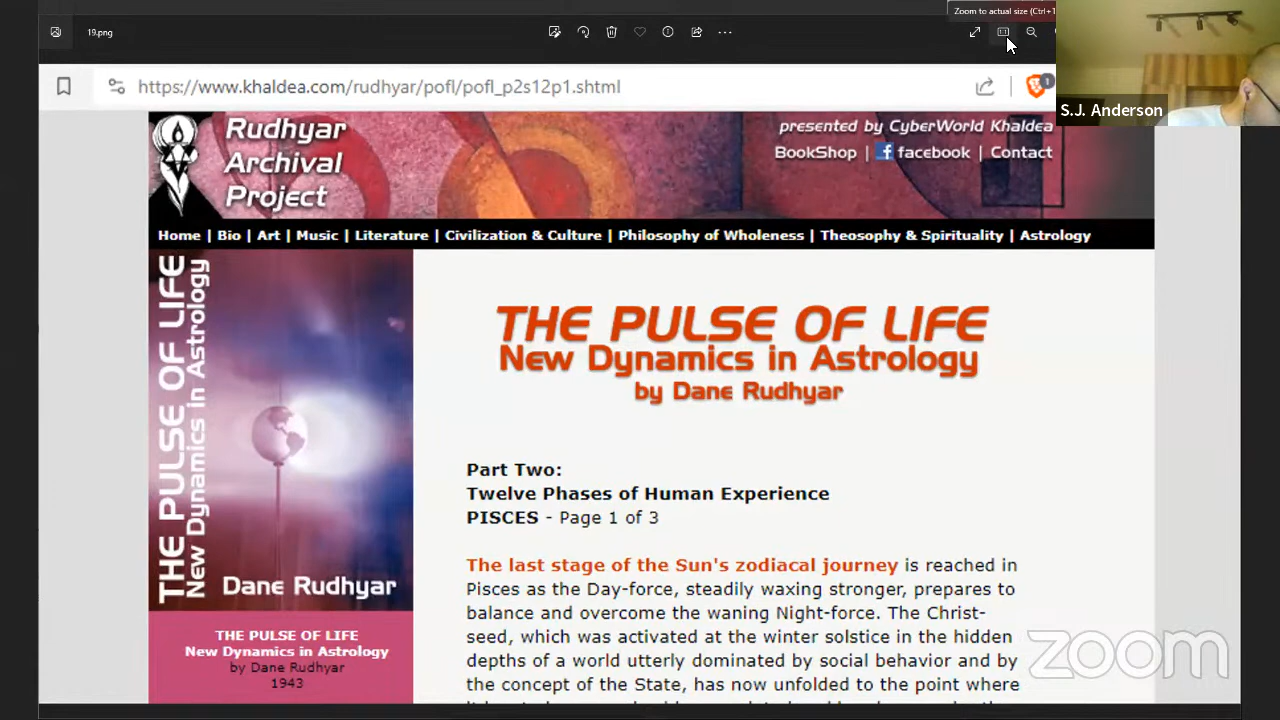 Zoom to actual size (Ctrl+1
19.png
https://www.khaldea.com/rudhyar/pofl/pofl_p2s12p1.shtml
1
S.J. Anderson
Rudhyar
Archival
Project
presented by CyberWorld Khaldea
BookShop | facebook | Contact
Home | Bio | Art | Music | Literature | Civilization & Culture | Philosophy of Wholeness | Theosophy & Spirituality | Astrology
THE PULSE OF LIFE
New Dynamics in Astrology
Dane Rudhyar
THE PULSE OF LIFE
New Dynamics in Astrology
by Dane Rudhyar
1943
THE PULSE OF LIFE
New Dynamics in Astrology
by Dane Rudhyar
Part Two:
Twelve Phases of Human Experience
PISCES - Page 1 of 3
The last stage of the Sun's zodiacal journey is reached in
Pisces as the Day-force, steadily waxing stronger, prepares to
balance and overcome the waning Night-force. The Christ-
seed, which was activated at the winter solstice in the hidden
depths of a world utterly dominated by social behavior and by
the concept of the State, has now unfolded to the point where
zoom